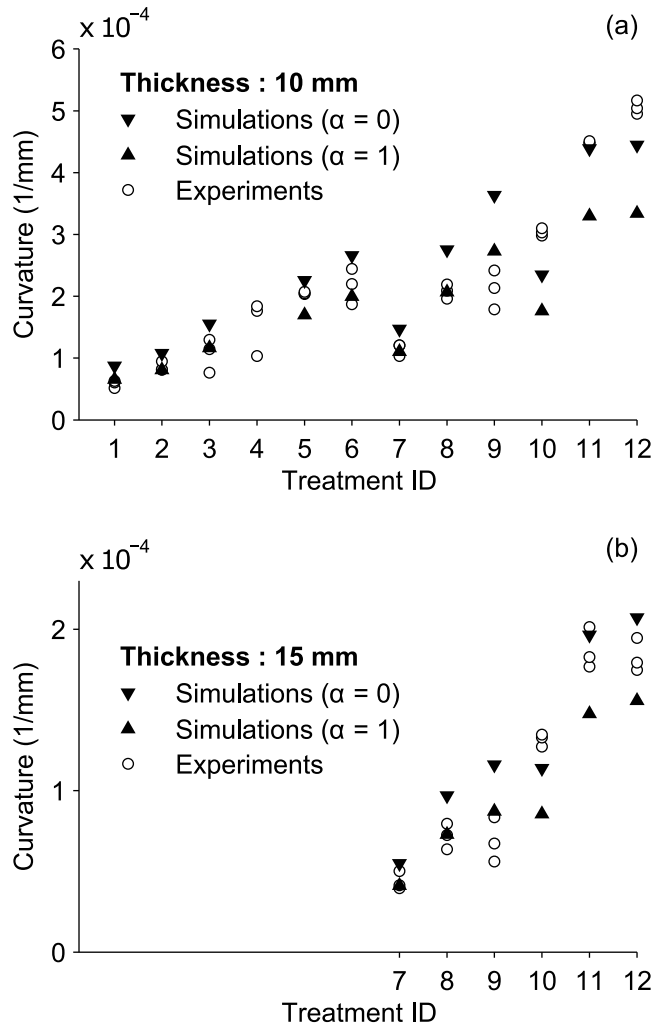 x 10⁻⁴
(a)
6
Thickness : 10 mm
5
Simulations (α = 0)
Simulations (α = 1)
4
Experiments
3
2
1
0
Curvature (1/mm)
1 2 3 4 5 6 7 8 9 10 11 12
Treatment ID
x 10⁻⁴
(b)
2
Thickness : 15 mm
Simulations (α = 0)
Simulations (α = 1)
Experiments
1
0
Curvature (1/mm)
7 8 9 10 11 12
Treatment ID